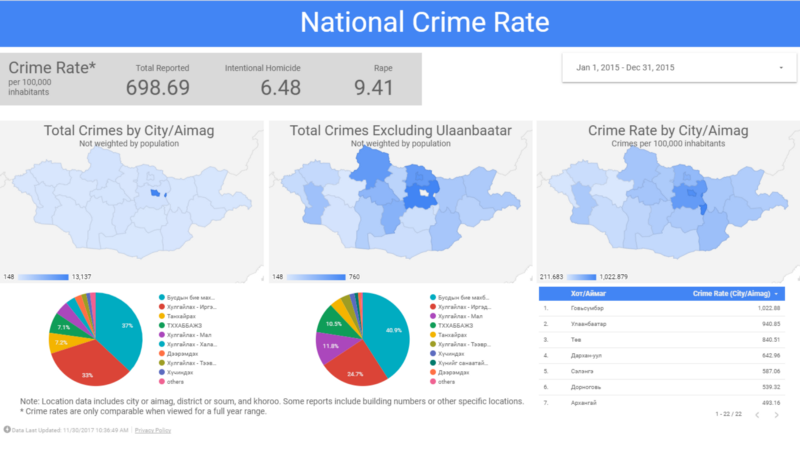 National Crime Rate
Crime Rate*
per 100,000
inhabitants
Total Reported
698.69
Intentional Homicide
6.48
Rape
9.41
Jan 1, 2015 - Dec 31, 2015
Total Crimes by City/Aimag
Not weighted by population
148
13,137
Total Crimes Excluding Ulaanbaatar
Not weighted by population
148
760
Crime Rate by City/Aimag
Crimes per 100,000 inhabitants
211.683
1,022.879
37%
33%
7.2%
7.1%
Бусдын бие мах...
Хулгайлах - Ирга...
Танхайрах
ТХХАББАЖЗ
Хулгайлах - Мал
Хулгайлах - Хала...
Дээрэмдэх
Хулгайлах - Тээв...
Хүчиндэх
others
40.9%
24.7%
11.8%
10.5%
Бусдын бие махб...
Хулгайлах - Иргэд...
Хулгайлах - Мал
ТХХАББАЖЗ
Танхайрах
Хулгайлах - Тээвр...
Хүчиндэх
Хүнийг санаатай...
Дээрэмдэх
others
Хот/Аймаг Crime Rate (City/Aimag)
1. Говьсүмбэр 1,022.88
2. Улаанбаатар 940.85
3. Төв 840.51
4. Дархан-уул 642.96
5. Сэлэнгэ 587.06
6. Дорноговь 539.32
7. Архангай 493.16
1 - 22 / 22
Note: Location data includes city or aimag, district or soum, and khoroo. Some reports include building numbers or other specific locations.
* Crime rates are only comparable when viewed for a full year range.
Data Last Updated: 11/30/2017 10:36:45 AM
Privacy Policy